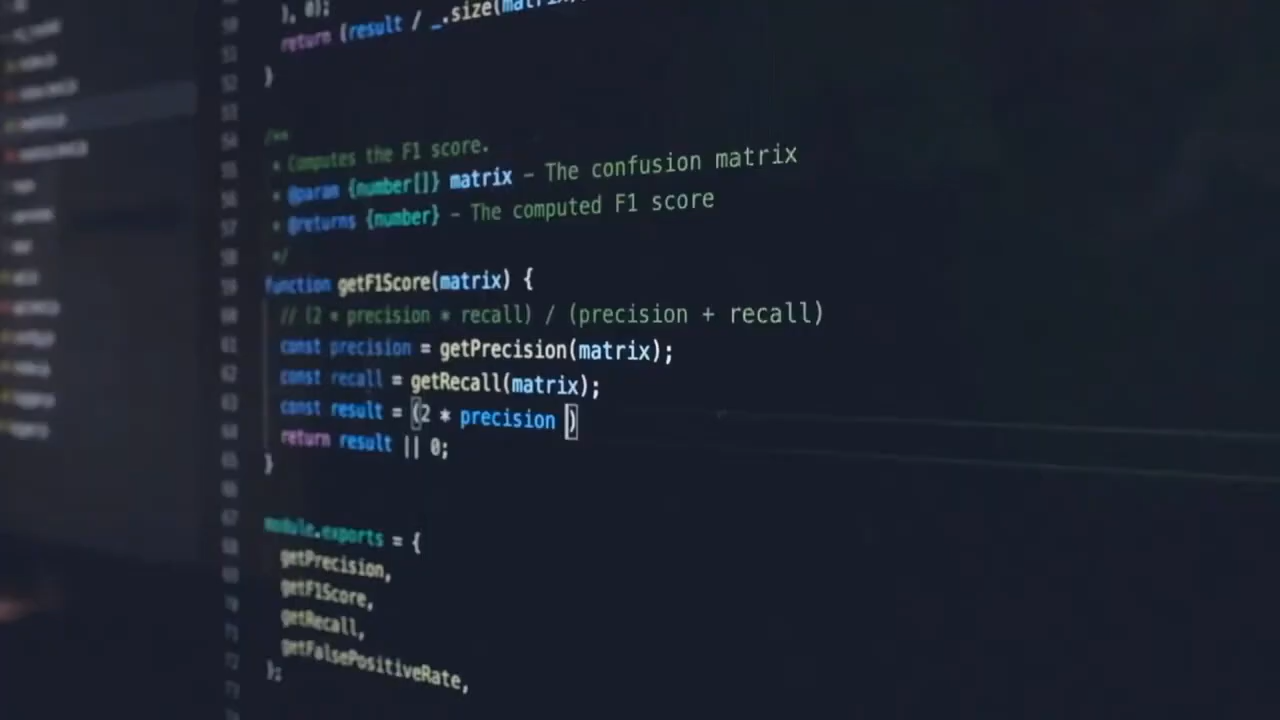 ), 0);
return (result / _.size(matrix
}
/**
* Computes the F1 score.
* @param {number[]} matrix – The confusion matrix
* @returns {number} – The computed F1 score
*/
function getF1Score(matrix) {
// (2 * precision * recall) / (precision + recall)
const precision = getPrecision(matrix);
const recall = getRecall(matrix);
const result = (2 * precision )
return result || 0;
}
module.exports = {
getPrecision,
getF1Score,
getRecall,
getFalsePositiveRate,
};